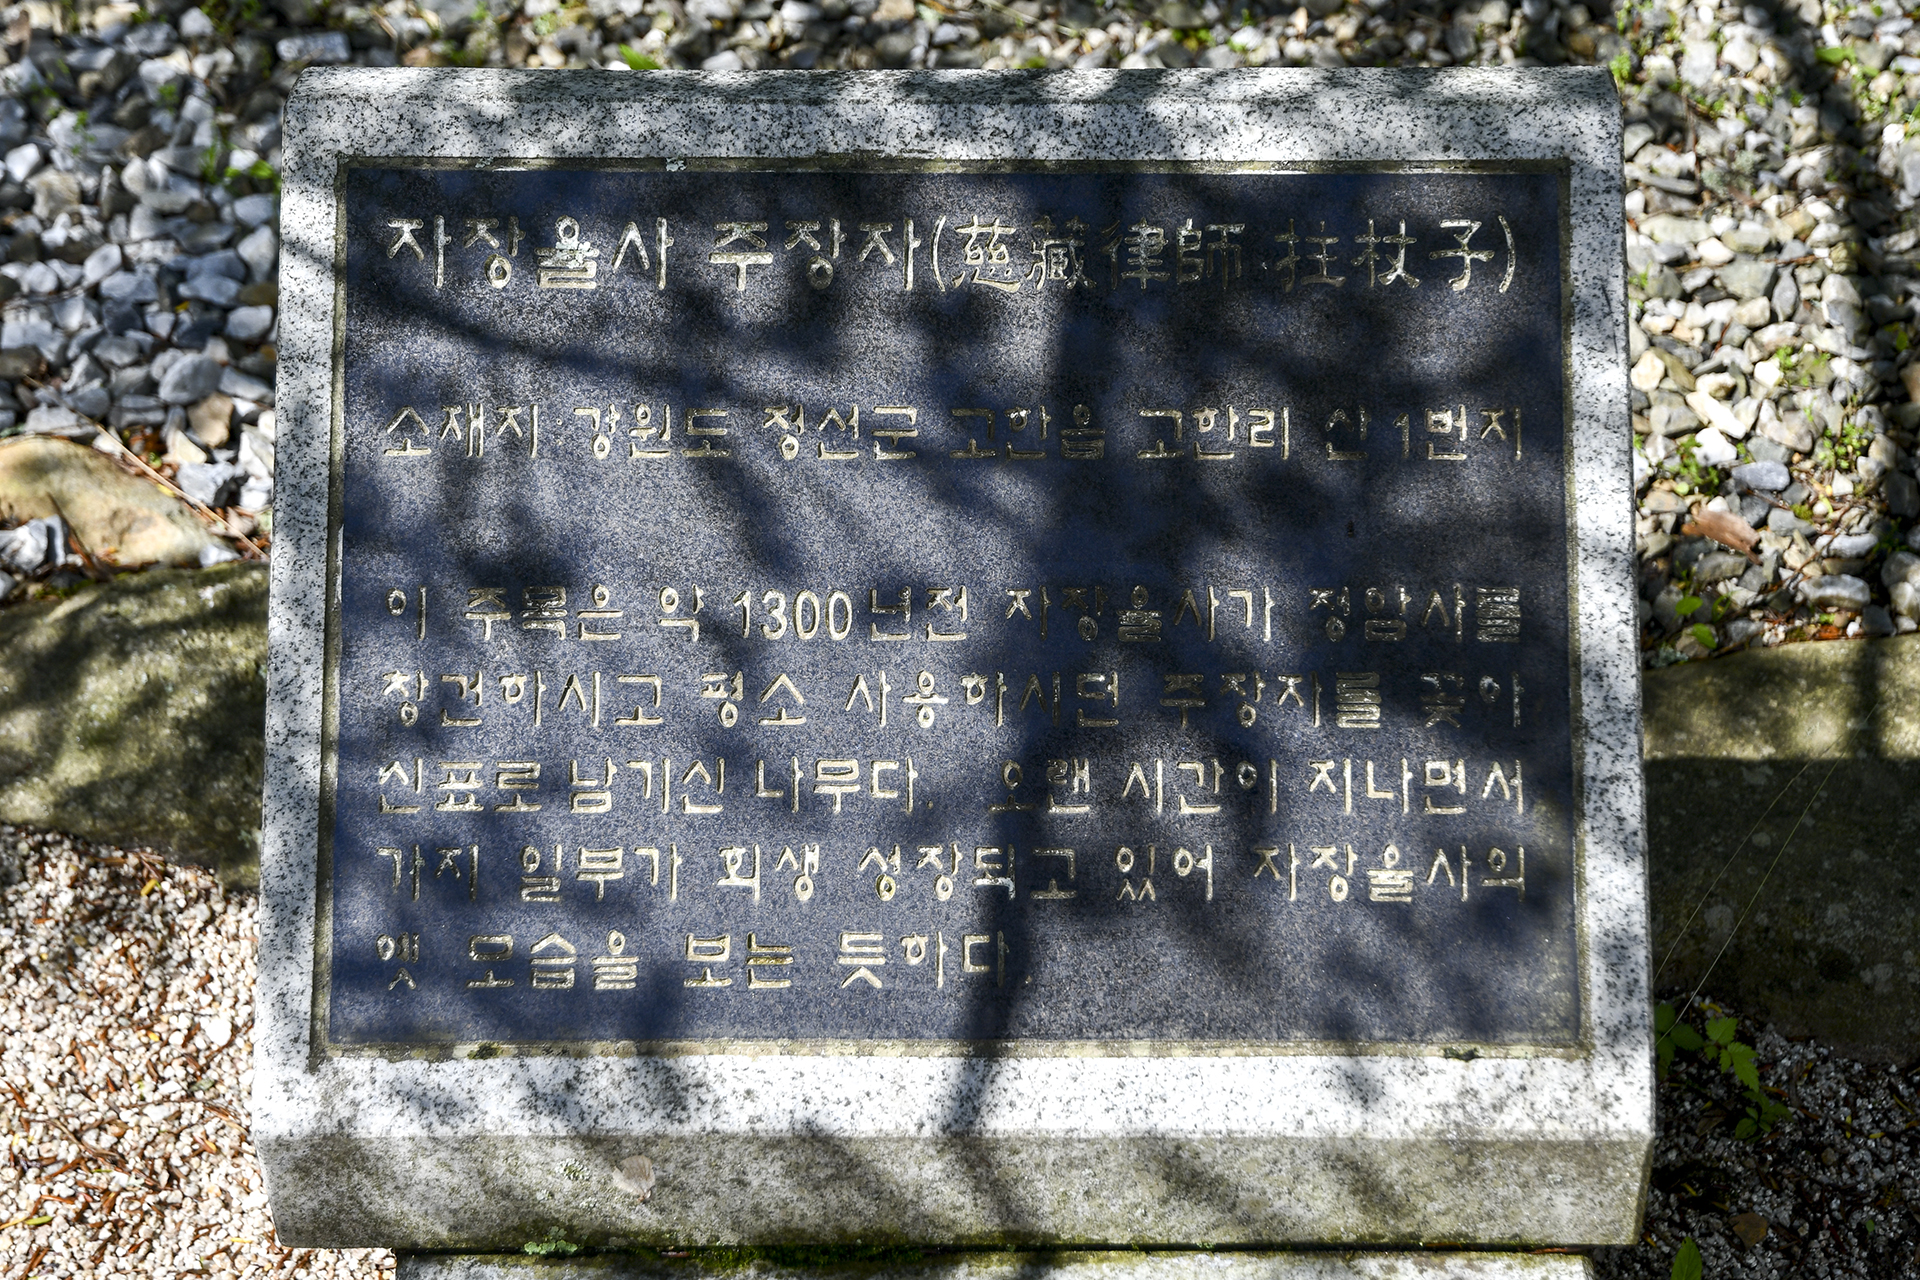 자장율사 주장자(慈藏律師 柱杖子)
소재지:강원도 정선군 고한읍 고한리 산 1번지
이 주목은 약 1300년전 자장율사가 정암사를
창건하시고 평소 사용하시던 주장자를 꽂아
신표로 남기신 나무다. 오랜 시간이 지나면서
가지 일부가 회생 성장되고 있어 자장율사의
옛 모습을 보는 듯하다.